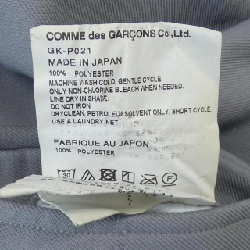 COMME des GARÇONS Co.,Ltd.
GK-P021
MADE IN JAPAN
100% POLYESTER
MACHINE WASH COLD, GENTLE CYCLE
ONLY NON-CHLORINE BLEACH WHEN NEEDED.
LINE DRY IN SHADE.
DO NOT IRON
DRYCLEAN, PETROLEUM SOLVENT ONLY, SHORT CYCLE.
USE A LAUNDRY NET
FABRIQUÉ AU JAPON
100% POLYESTER